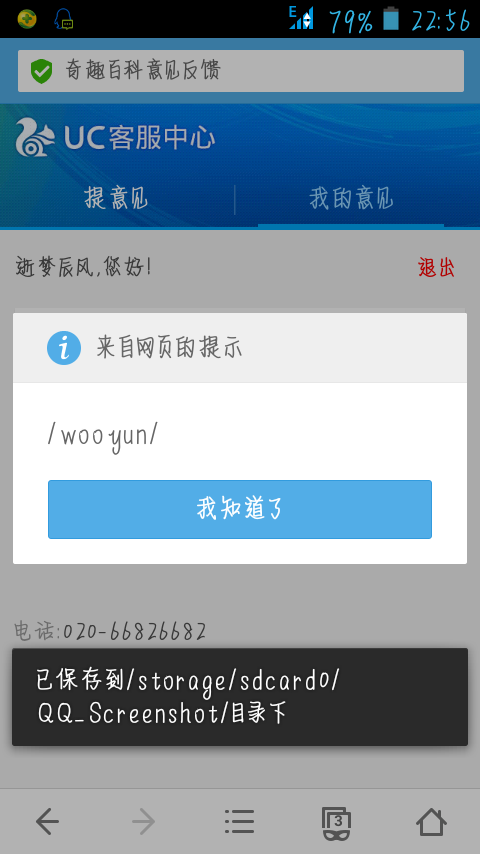 E 79% 22:56
奇趣百科意见反馈
UC客服中心
提意见 我的意见
逝梦辰风,您好! 退出
来自网页的提示
/wooyun/
我知道了
电话:020-66826682
已保存到/storage/sdcard0/
QQ_Screenshot/目录下
3